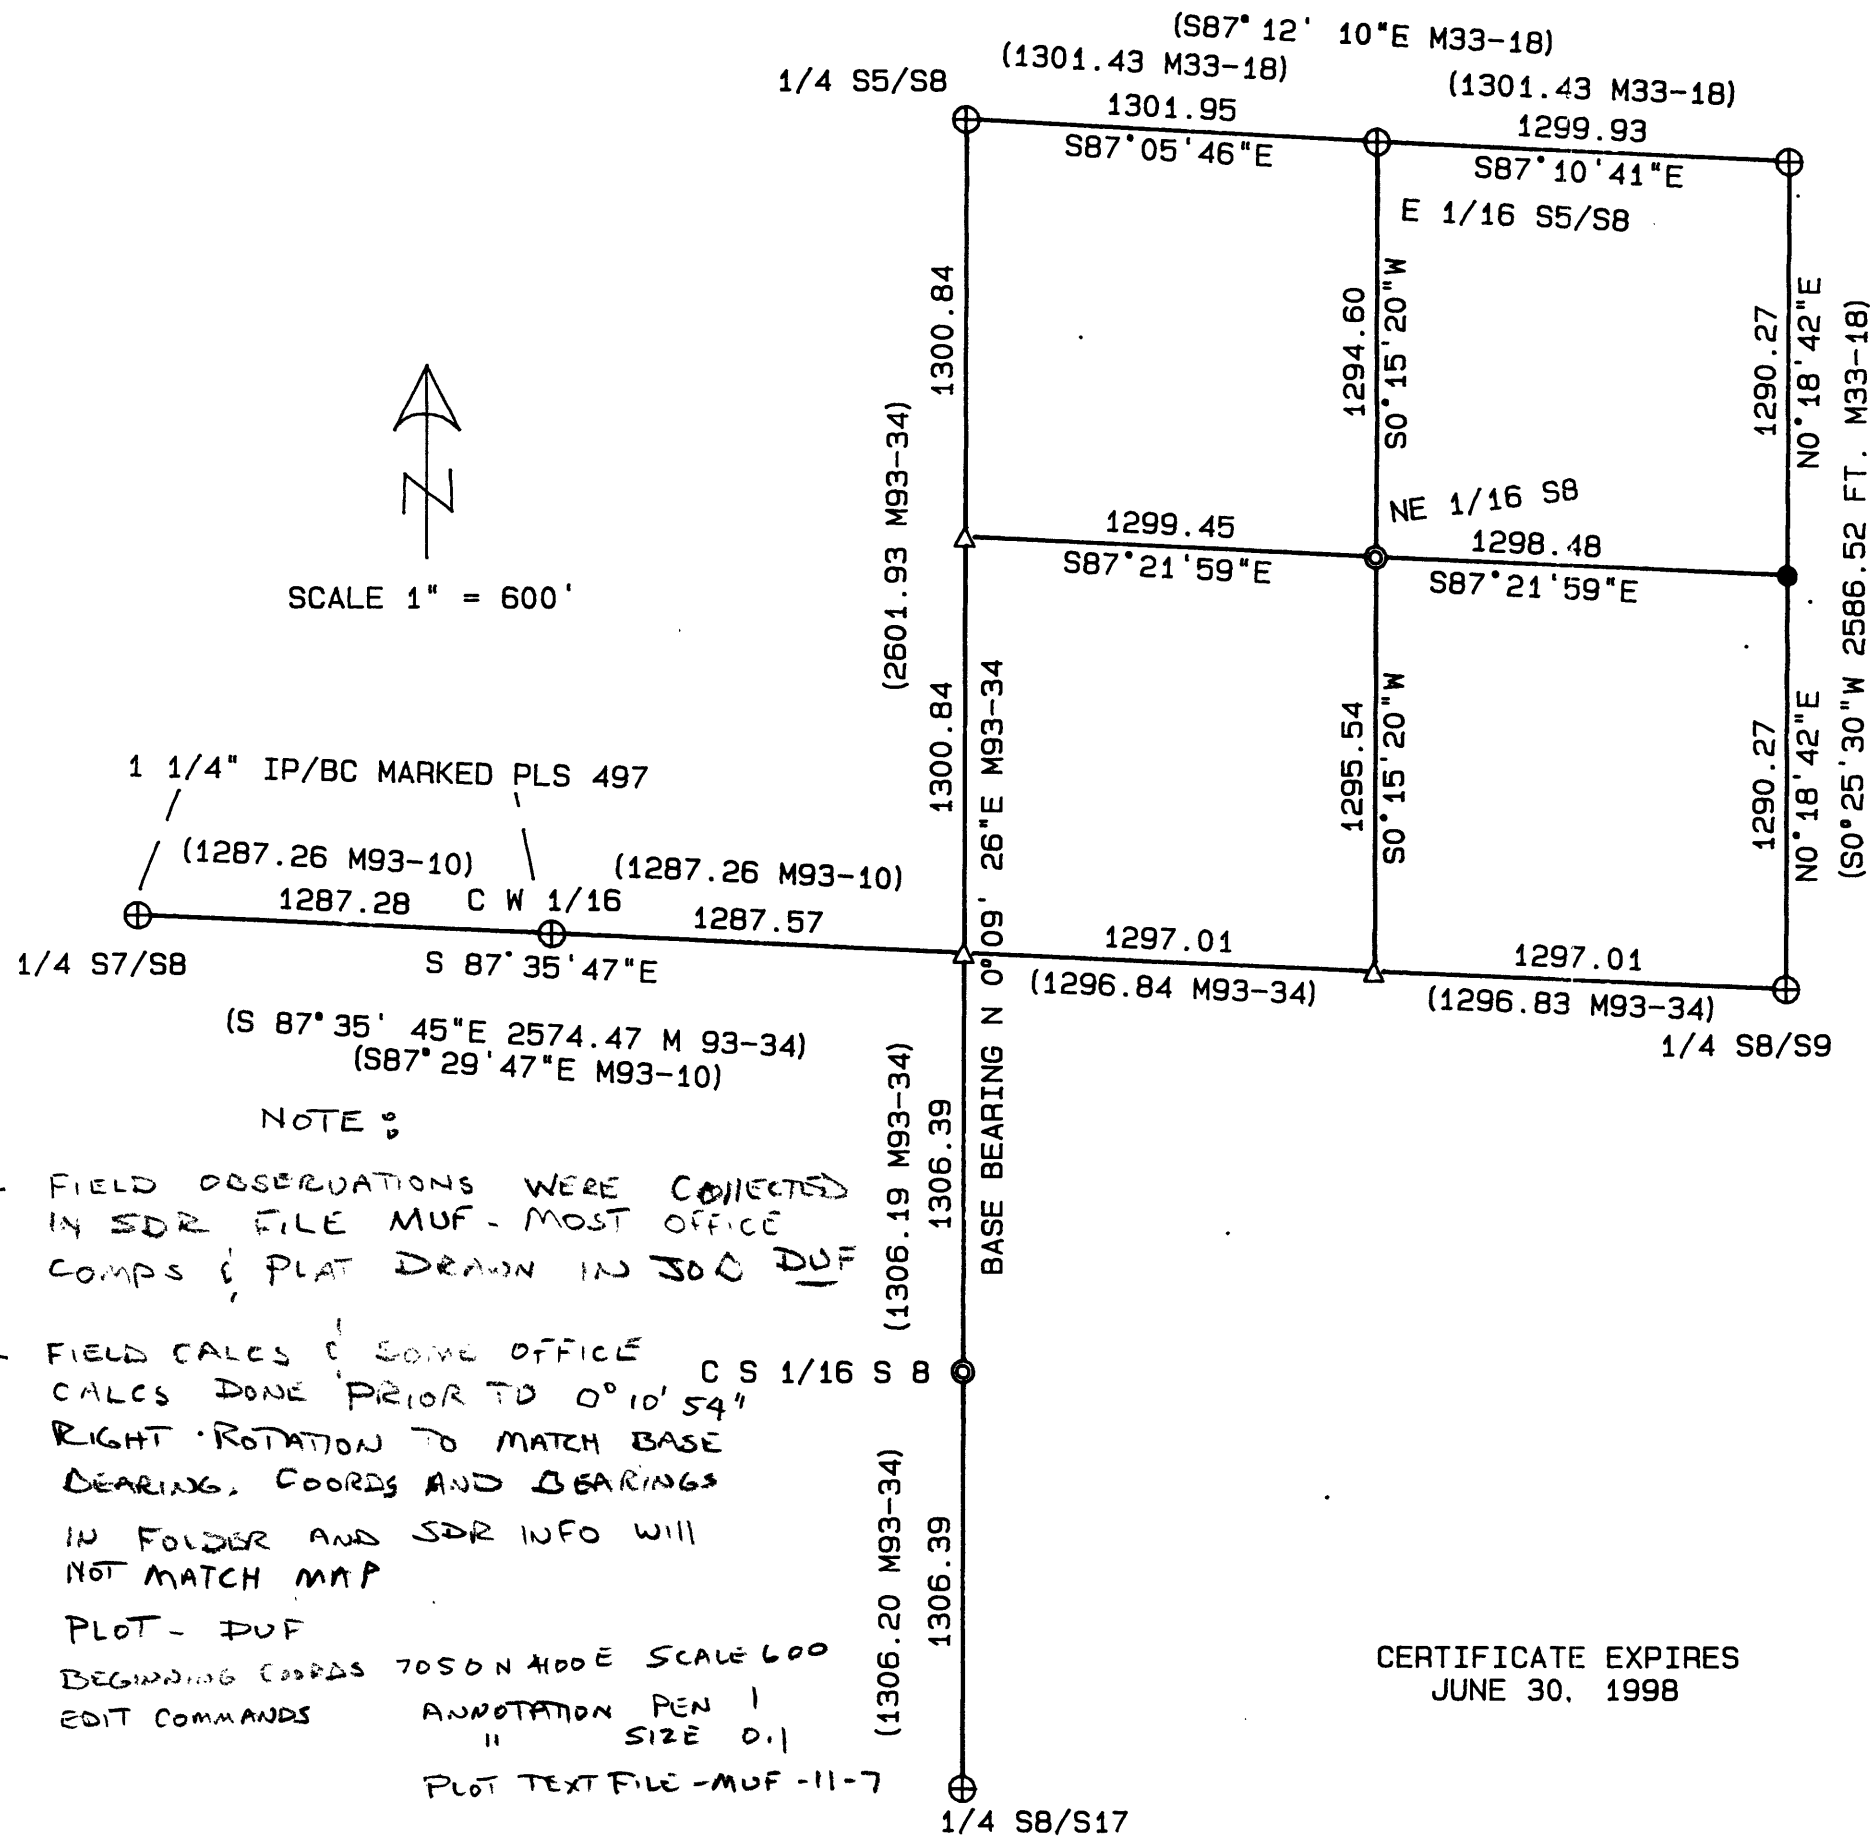 (S87°12' 10"E M33-18)
(1301.43 M33-18)
(1301.43 M33-18)
1/4 S5/S8
1301.95
1299.93
S87°05'46"E
S87°10'41"E
E 1/16 S5/S8
1300.84
1294.60
S0°15'20"W
1290.27
N0°18'42"E
(S0°25'30"W 2586.52 FT. M33-18)
(2601.93 M93-34)
SCALE 1" = 600'
NE 1/16 S8
1299.45
1298.48
S87°21'59"E
S87°21'59"E
1300.84
BASE BEARING N 0°09' 26"E M93-34
1295.54
S0°15'20"W
1290.27
N0°18'42"E
1 1/4" IP/BC MARKED PLS 497
(1287.26 M93-10)
(1287.26 M93-10)
1287.28
C W 1/16
1287.57
1/4 S7/S8
S 87°35'47"E
1297.01
1297.01
(1296.84 M93-34)
(1296.83 M93-34)
1/4 S8/S9
(S 87°35' 45"E 2574.47 M 93-34)
(S87°29'47"E M93-10)
(1306.19 M93-34)
1306.39
NOTE :
- FIELD OBSERVATIONS WERE COllECTED
IN SDR FILE MUF - MOST OFFICE
COMPS & PLAT DRAWN IN JOB DUF
- FIELD CALCS & SOME OFFICE
CALCS DONE PRIOR TO 0°10'54"
RIGHT ROTATION TO MATCH BASE
BEARING. COORDS AND BEARINGS
IN FOLDER AND SDR INFO WIll
NOT MATCH MAP
C S 1/16 S 8
(1306.20 M93-34)
1306.39
PLOT - DUF
BEGINNING COORDS 7050 N 4100 E SCALE 600
EDIT COMMANDS ANNOTATION PEN 1
" SIZE 0.1
PLOT TEXT FILE - MUF - 11-7
1/4 S8/S17
CERTIFICATE EXPIRES
JUNE 30, 1998